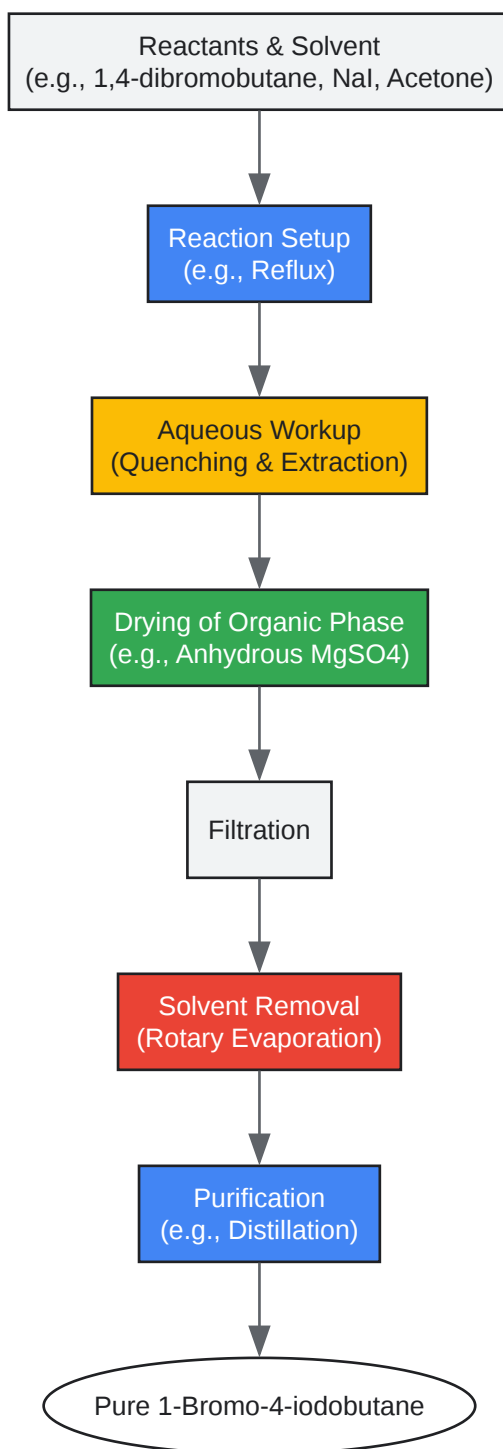 Reactants & Solvent
(e.g., 1,4-dibromobutane, NaI, Acetone)
Reaction Setup
(e.g., Reflux)
Aqueous Workup
(Quenching & Extraction)
Drying of Organic Phase
(e.g., Anhydrous MgSO4)
Filtration
Solvent Removal
(Rotary Evaporation)
Purification
(e.g., Distillation)
Pure 1-Bromo-4-iodobutane